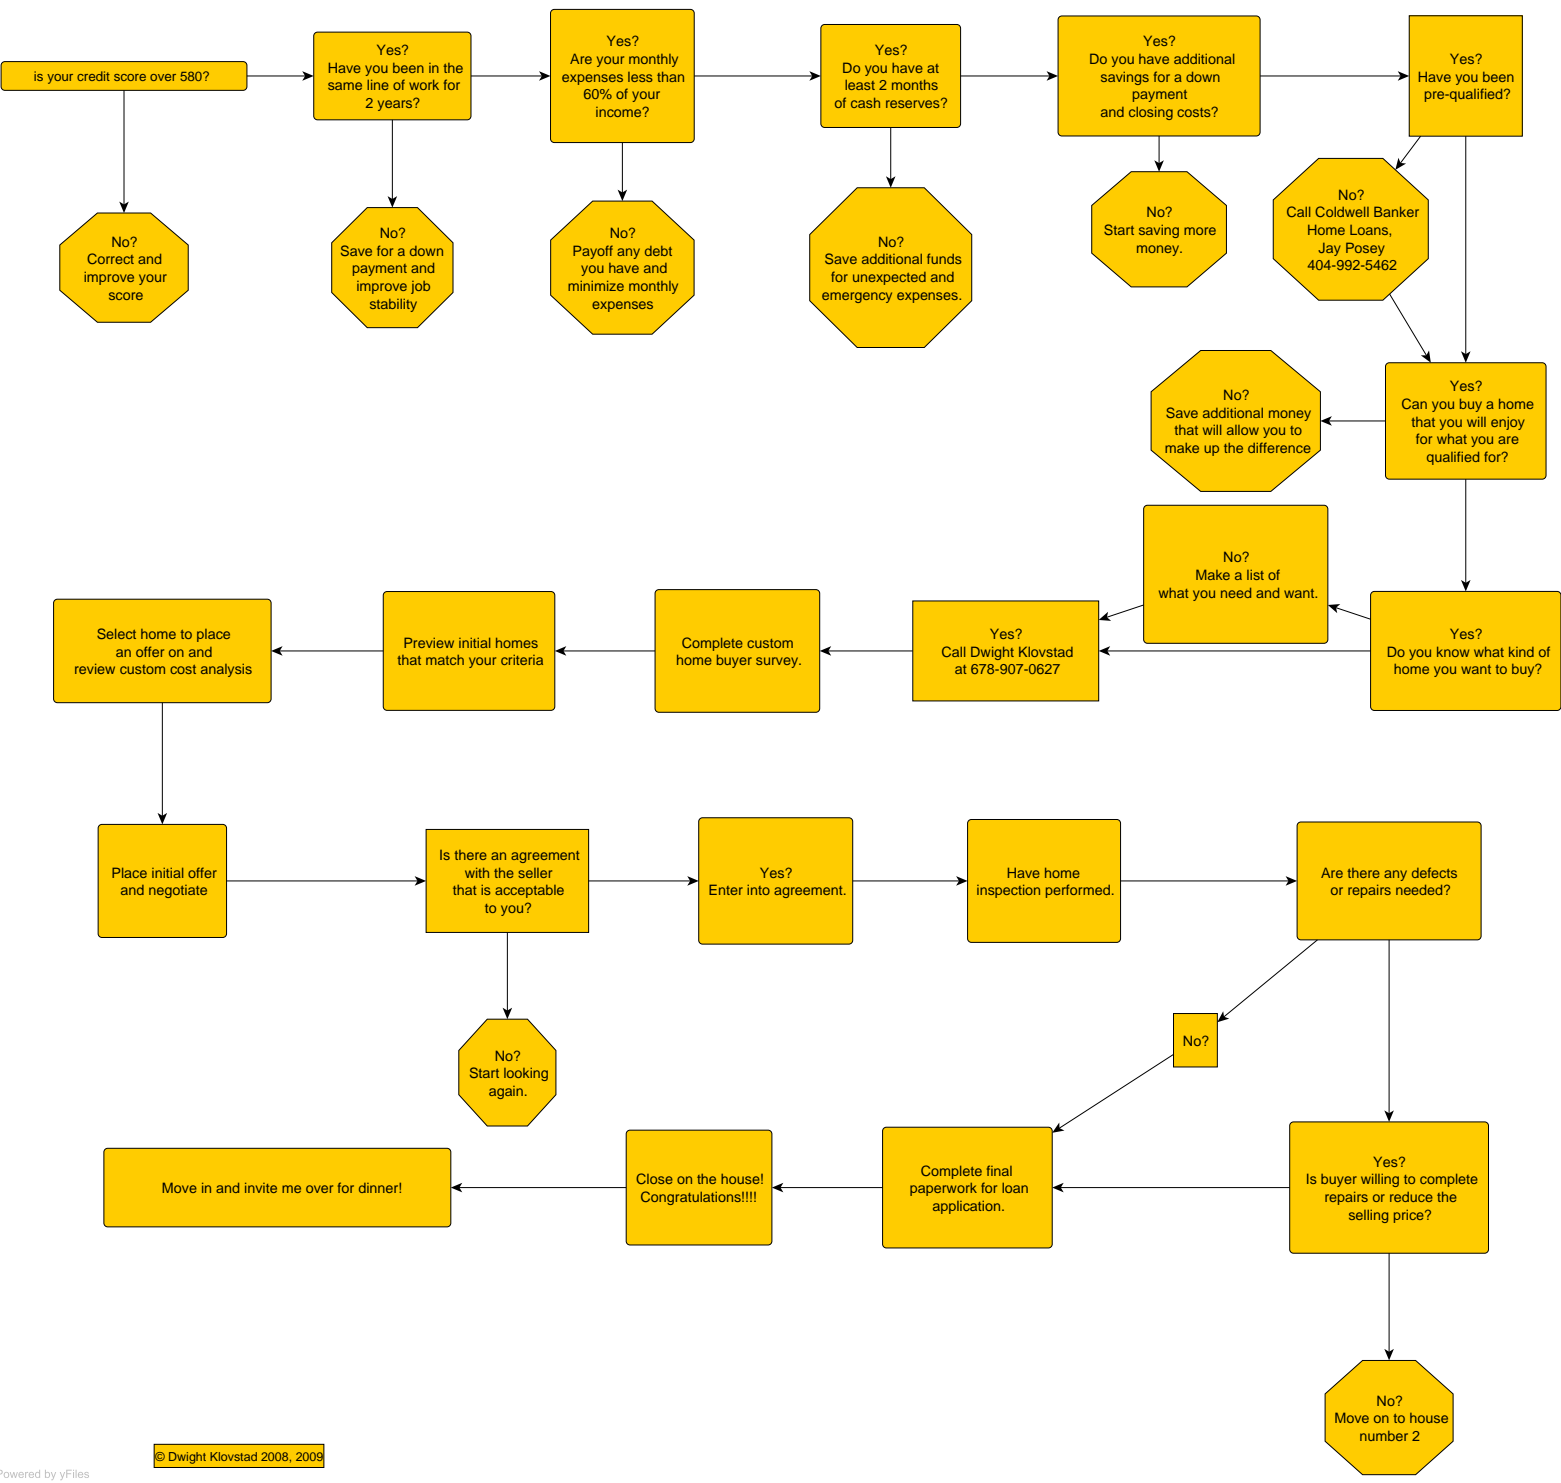 is your credit score over 580?
Yes?
Have you been in the
same line of work for
2 years?
Yes?
Are your monthly
expenses less than
60% of your
income?
Yes?
Do you have at
least 2 months
of cash reserves?
Yes?
Do you have additional
savings for a down
payment
and closing costs?
Yes?
Have you been
pre-qualified?
No?
Correct and
improve your
score
No?
Save for a down
payment and
improve job
stability
No?
Payoff any debt
you have and
minimize monthly
expenses
No?
Save additional funds
for unexpected and
emergency expenses.
No?
Start saving more
money.
No?
Call Coldwell Banker
Home Loans,
Jay Posey
404-992-5462
No?
Save additional money
that will allow you to
make up the difference
Yes?
Can you buy a home
that you will enjoy
for what you are
qualified for?
No?
Make a list of
what you need and want.
Yes?
Do you know what kind of
home you want to buy?
Yes?
Call Dwight Klovstad
at 678-907-0627
Complete custom
home buyer survey.
Preview initial homes
that match your criteria
Select home to place
an offer on and
review custom cost analysis
Place initial offer
and negotiate
Is there an agreement
with the seller
that is acceptable
to you?
Yes?
Enter into agreement.
Have home
inspection performed.
Are there any defects
or repairs needed?
No?
Start looking
again.
No?
Yes?
Is buyer willing to complete
repairs or reduce the
selling price?
Complete final
paperwork for loan
application.
Close on the house!
Congratulations!!!!
Move in and invite me over for dinner!
No?
Move on to house
number 2
© Dwight Klovstad 2008, 2009
Powered by yFiles